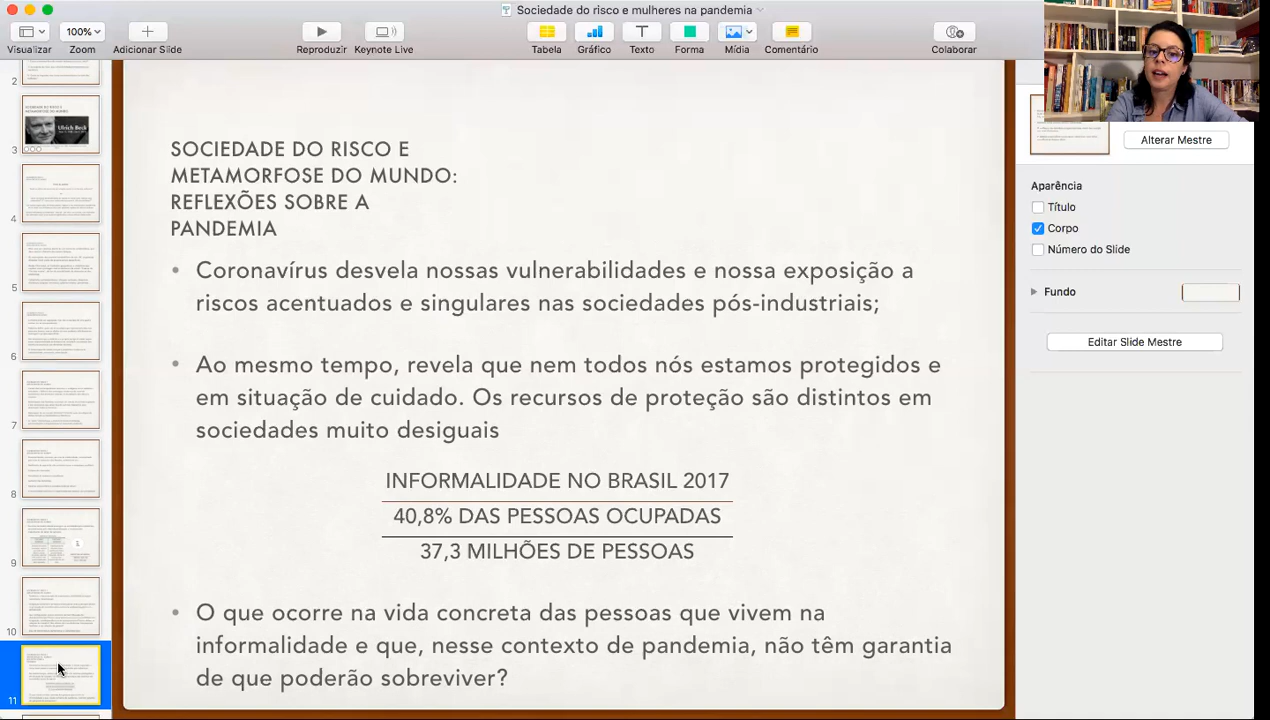 Sociedade do risco e mulheres na pandemia
100%
Visualizar
Zoom
Adicionar Slide
Reproduzir
Keynote Live
Tabela
Gráfico
Texto
Forma
Mídia
Comentário
Colaborar
2
3
4
5
6
7
8
9
10
11
Ulrich Beck
SOCIEDADE DO RISCO E
METAMORFOSE DO MUNDO:
REFLEXÕES SOBRE A
PANDEMIA
• Coronavírus desvela nossas vulnerabilidades e nossa exposição a
riscos acentuados e singulares nas sociedades pós-industriais;
• Ao mesmo tempo, revela que nem todos nós estamos protegidos e
em situação de cuidado. Os recursos de proteção são distintos em
sociedades muito desiguais
INFORMALIDADE NO BRASIL 2017
40,8% DAS PESSOAS OCUPADAS
37,3 MILHÕES DE PESSOAS
• O que ocorre na vida concreta das pessoas que vivem na
informalidade e que, nesse contexto de pandemia, não têm garantia
de que poderão sobreviver?
Alterar Mestre
Aparência
Título
Corpo
Número do Slide
Fundo
Editar Slide Mestre